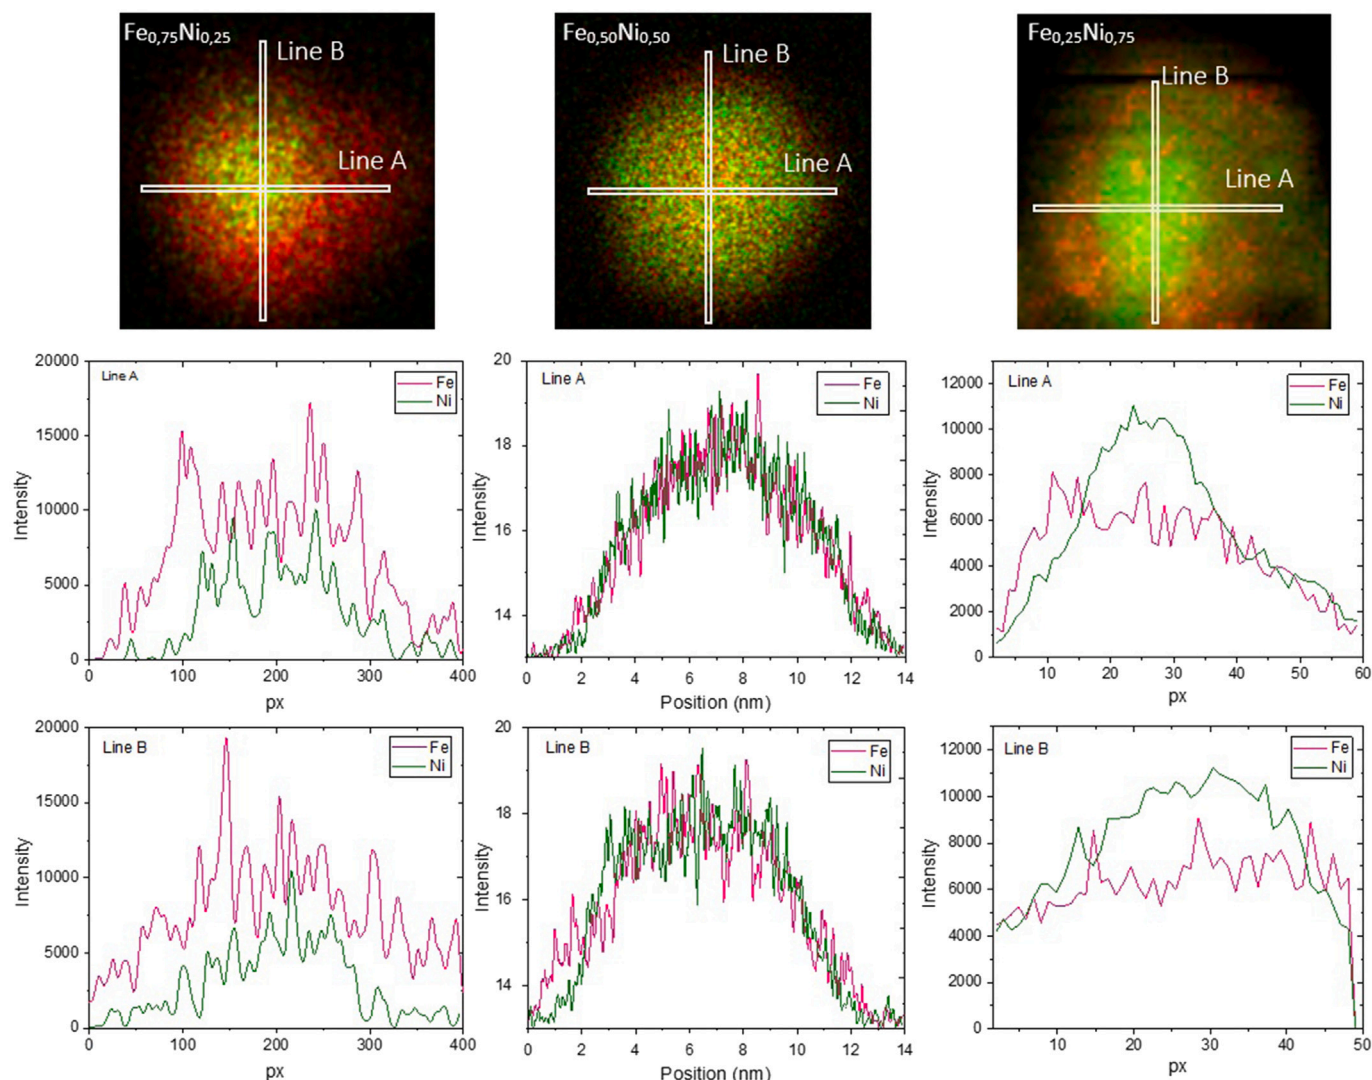 Fe0,75Ni0,25
Line B
Line A
Fe0,50Ni0,50
Line B
Line A
Fe0,25Ni0,75
Line B
Line A
20000
15000
10000
5000
0
Intensity
Line A
Fe
Ni
0 100 200 300 400
px
20
18
16
14
Intensity
Line A
Fe
Ni
0 2 4 6 8 10 12 14
Position (nm)
12000
10000
8000
6000
4000
2000
0
Intensity
Line A
Fe
Ni
10 20 30 40 50 60
px
20000
15000
10000
5000
0
Intensity
Line B
Fe
Ni
0 100 200 300 400
px
20
18
16
14
Intensity
Line B
Fe
Ni
0 2 4 6 8 10 12 14
Position (nm)
12000
10000
8000
6000
4000
2000
0
Intensity
Line B
Fe
Ni
10 20 30 40 50
px